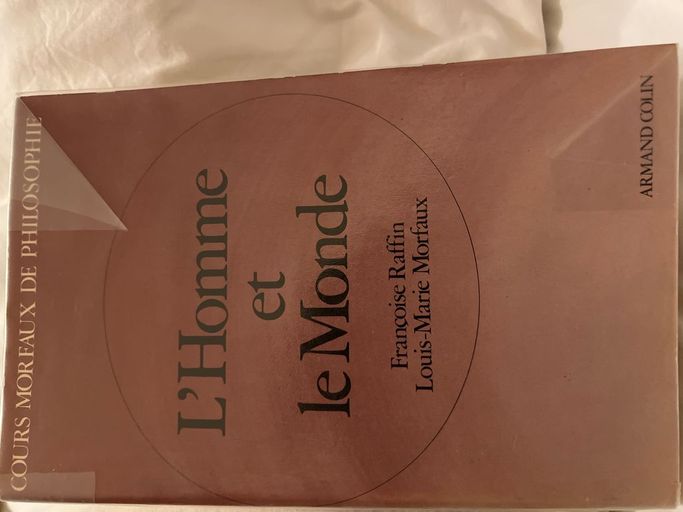 COURS MORFAUX DE PHILOSOPHIE
L'Homme
et
le Monde
Françoise Raffin
Louis-Marie Morfaux
ARMAND COLIN